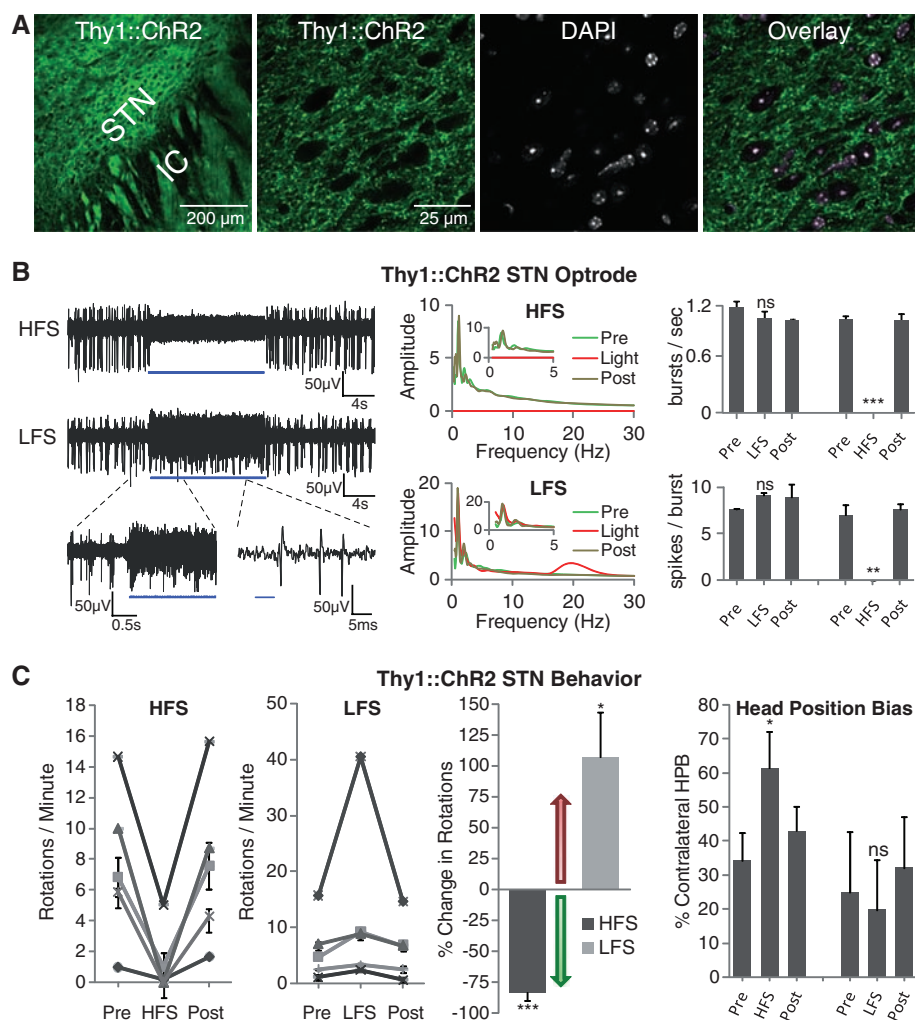 A
Thy1::ChR2
Thy1::ChR2
DAPI
Overlay
STN
IC
200 µm
25 µm
B
Thy1::ChR2 STN Optrode
HFS
50µV
4s
LFS
50µV
4s
50µV
0.5s
50µV
5ms
HFS
Amplitude
10
5
0
10
0
0
5
Pre
Light
Post
0
10
20
30
Frequency (Hz)
LFS
Amplitude
20
10
0
20
0
0
5
Pre
Light
Post
0
10
20
30
Frequency (Hz)
bursts / sec
1.2
0.6
0
ns
***
Pre
LFS
Post
Pre
HFS
Post
spikes / burst
10
5
0
ns
**
Pre
LFS
Post
Pre
HFS
Post
C
Thy1::ChR2 STN Behavior
HFS
Rotations / Minute
18
16
14
12
10
8
6
4
2
0
Pre
HFS
Post
LFS
Rotations / Minute
50
40
30
20
10
0
Pre
LFS
Post
% Change in Rotations
150
125
100
75
50
25
0
-25
-50
-75
-100
*
***
HFS
LFS
Head Position Bias
% Contralateral HPB
80
70
60
50
40
30
20
10
0
*
ns
Pre
HFS
Post
Pre
LFS
Post